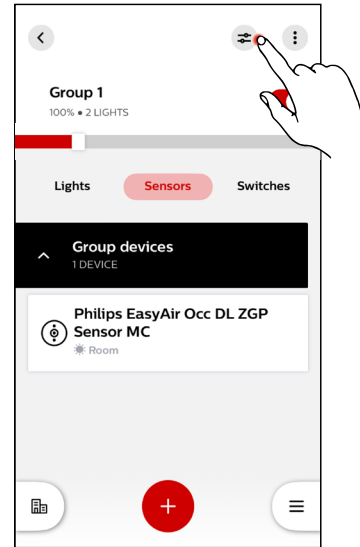 Group 1
100% • 2 LIGHTS
Lights Sensors Switches
Group devices
1 DEVICE
Philips EasyAir Occ DL ZGP
Sensor MC
Room